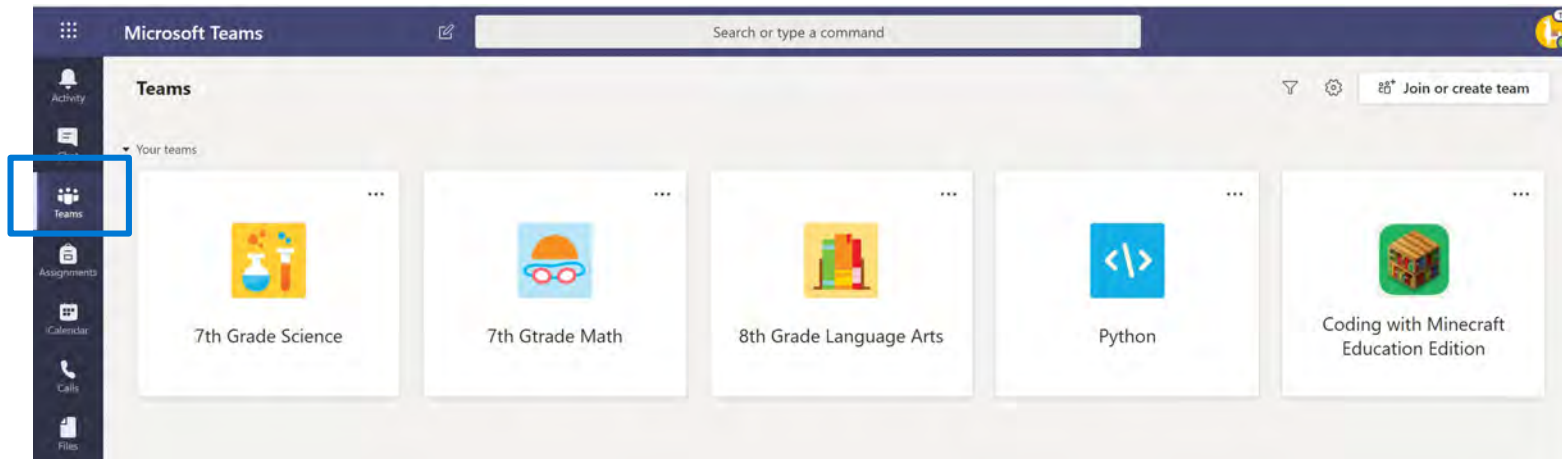 Microsoft Teams
Search or type a command
Activity
Teams
Join or create team
Your teams
Teams
Assignments
Calendar
Calls
Files
7th Grade Science
7th Gtrade Math
8th Grade Language Arts
</>
Python
Coding with Minecraft
Education Edition